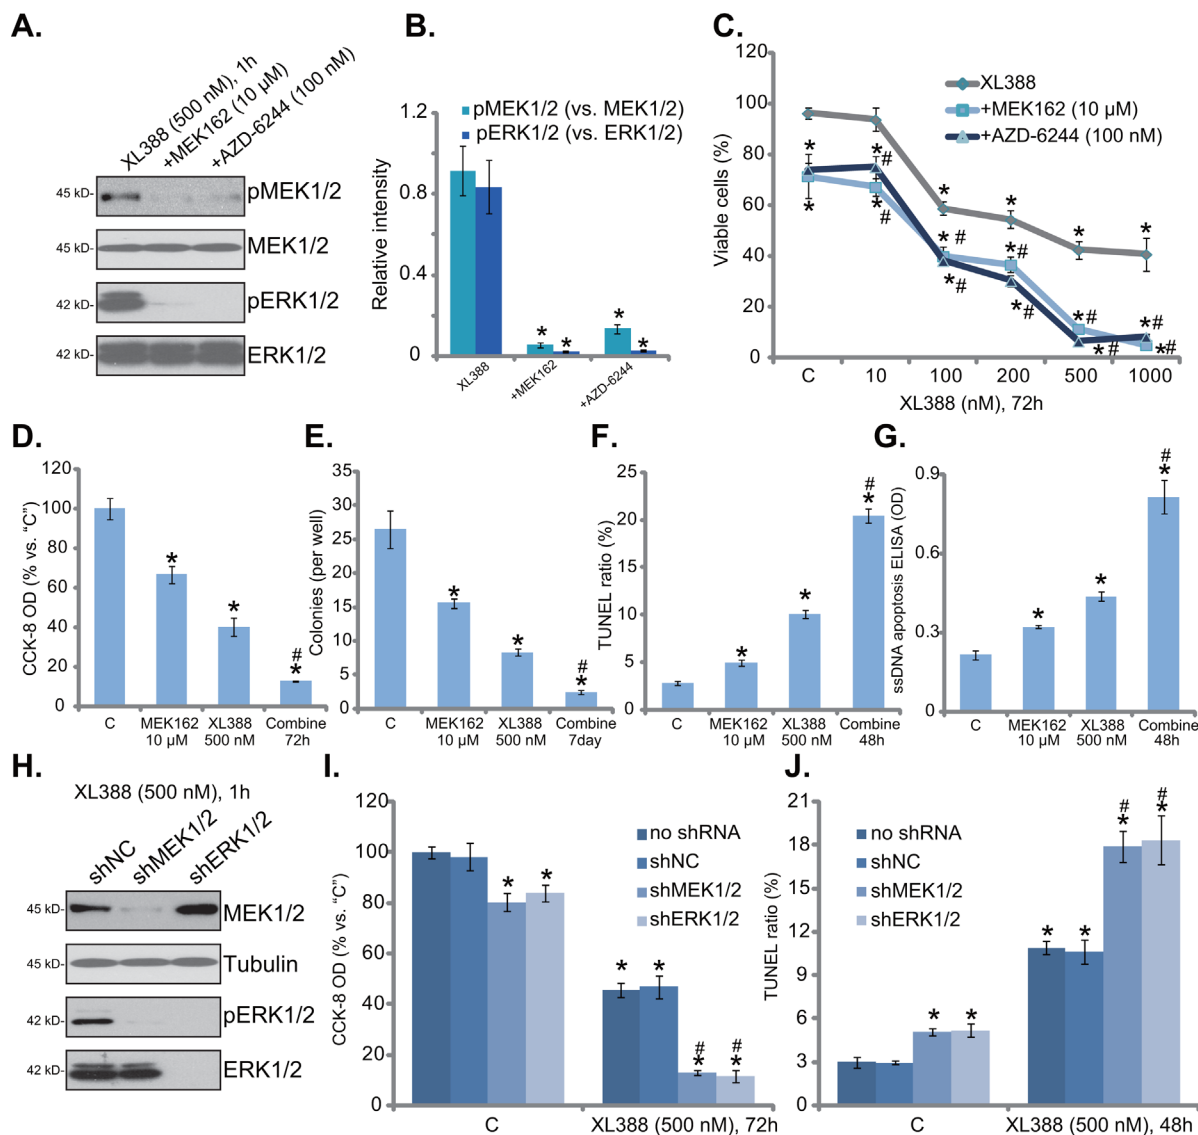 A.
XL388 (500 nM), 1h
+MEK162 (10 µM)
+AZD-6244 (100 nM)
45 kD- pMEK1/2
45 kD- MEK1/2
42 kD- pERK1/2
42 kD- ERK1/2
B.
Relative intensity
1.2
0.8
0.4
0
pMEK1/2 (vs. MEK1/2)
pERK1/2 (vs. ERK1/2)
* * * *
XL388 +MEK162 +AZD-6244
C.
Viable cells (%)
120
100
80
60
40
20
0
XL388
+MEK162 (10 µM)
+AZD-6244 (100 nM)
* *# * * * *
* *# *# *# *# *#
*# *# *# *#
C 10 100 200 500 1000
XL388 (nM), 72h
D.
CCK-8 OD (% vs. “C”)
120
100
80
60
40
20
0
* * # *
C MEK162 XL388 Combine
10 µM 500 nM 72h
E.
Colonies (per well)
35
30
25
20
15
10
5
0
* * # *
C MEK162 XL388 Combine
10 µM 500 nM 7day
F.
TUNEL ratio (%)
25
20
15
10
5
0
* * # *
C MEK162 XL388 Combine
10 µM 500 nM 48h
G.
ssDNA apoptosis ELISA (OD)
0.9
0.6
0.3
0
* * # *
C MEK162 XL388 Combine
10 µM 500 nM 48h
H.
XL388 (500 nM), 1h
shNC
shMEK1/2
shERK1/2
45 kD- MEK1/2
45 kD- Tubulin
42 kD- pERK1/2
42 kD- ERK1/2
I.
CCK-8 OD (% vs. “C”)
120
100
80
60
40
20
0
no shRNA
shNC
shMEK1/2
shERK1/2
* * * * # * # *
C XL388 (500 nM), 72h
J.
TUNEL ratio (%)
21
18
15
12
9
6
3
0
no shRNA
shNC
shMEK1/2
shERK1/2
* * * * # * # *
C XL388 (500 nM), 48h